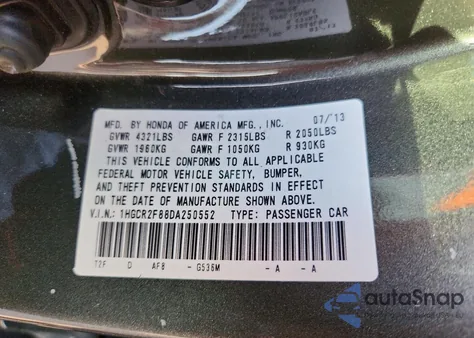 MFD. BY HONDA OF AMERICA MFG., INC. 07/13
GVWR 4321LBS GAWR F 2315LBS R 2050LBS
GVWR 1960KG GAWR F 1050KG R 930KG
THIS VEHICLE CONFORMS TO ALL APPLICABLE
FEDERAL MOTOR VEHICLE SAFETY, BUMPER,
AND THEFT PREVENTION STANDARDS IN EFFECT
ON THE DATE OF MANUFACTURE SHOWN ABOVE.
V.I.N.: 1HGCR2F88DA250552 TYPE: PASSENGER CAR
T2F D AF8 - G536M - A - A
autoSnap